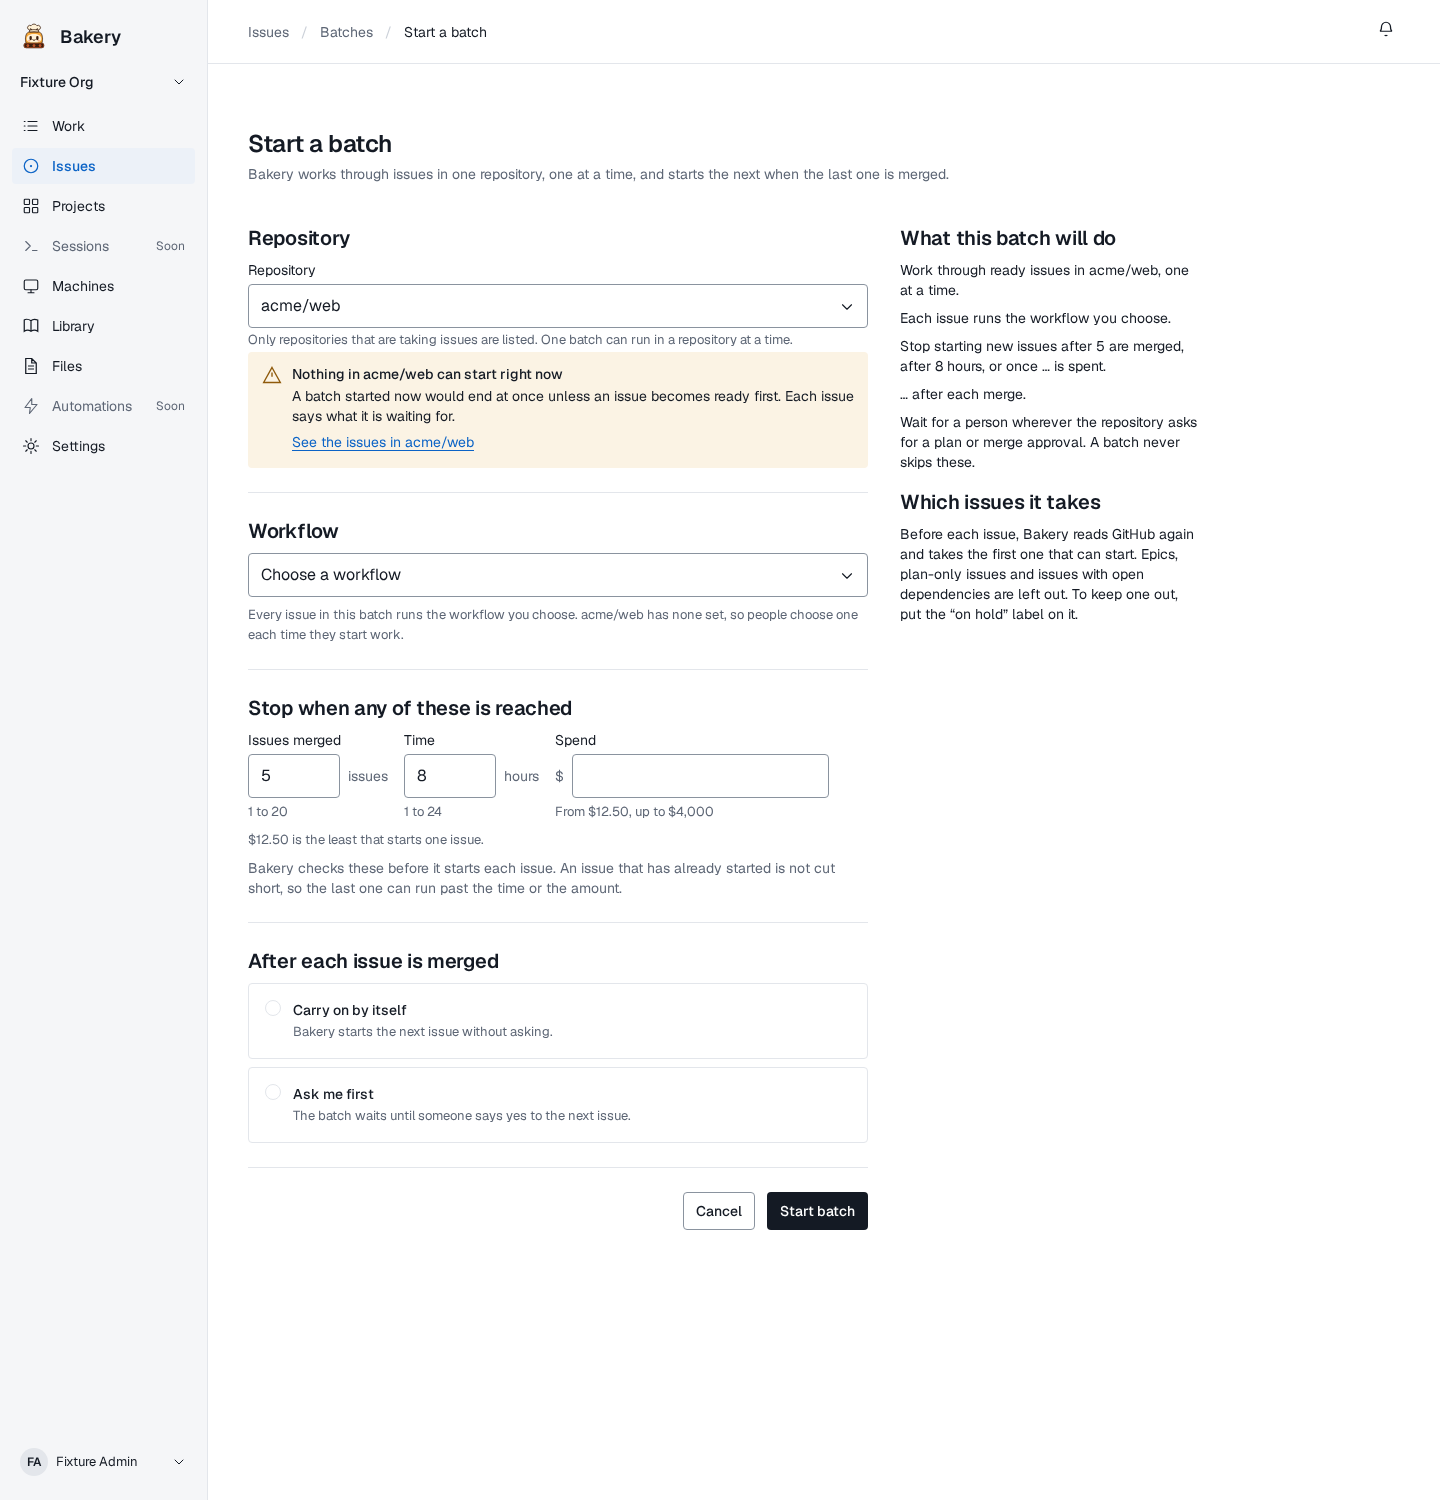 Bakery
Fixture Org
Work
Issues
Projects
Sessions Soon
Machines
Library
Files
Automations Soon
Settings
FA Fixture Admin
Issues / Batches / Start a batch
Start a batch
Bakery works through issues in one repository, one at a time, and starts the next when the last one is merged.
Repository
Repository
acme/web
Only repositories that are taking issues are listed. One batch can run in a repository at a time.
Nothing in acme/web can start right now
A batch started now would end at once unless an issue becomes ready first. Each issue
says what it is waiting for.
See the issues in acme/web
Workflow
Choose a workflow
Every issue in this batch runs the workflow you choose. acme/web has none set, so people choose one
each time they start work.
Stop when any of these is reached
Issues merged Time Spend
5 issues 8 hours $
1 to 20 1 to 24 From $12.50, up to $4,000
$12.50 is the least that starts one issue.
Bakery checks these before it starts each issue. An issue that has already started is not cut
short, so the last one can run past the time or the amount.
After each issue is merged
Carry on by itself
Bakery starts the next issue without asking.
Ask me first
The batch waits until someone says yes to the next issue.
Cancel Start batch
What this batch will do
Work through ready issues in acme/web, one
at a time.
Each issue runs the workflow you choose.
Stop starting new issues after 5 are merged,
after 8 hours, or once … is spent.
… after each merge.
Wait for a person wherever the repository asks
for a plan or merge approval. A batch never
skips these.
Which issues it takes
Before each issue, Bakery reads GitHub again
and takes the first one that can start. Epics,
plan-only issues and issues with open
dependencies are left out. To keep one out,
put the “on hold” label on it.